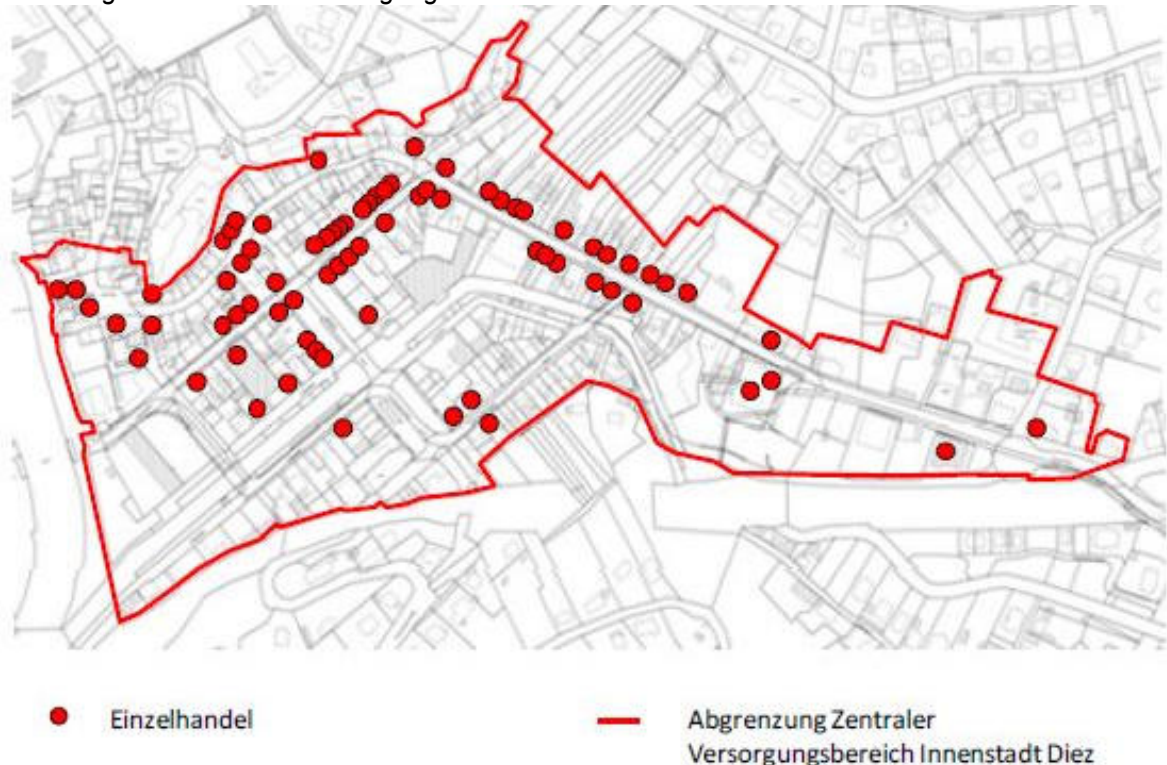 Einzelhandel
Abgrenzung Zentraler
Versorgungsbereich Innenstadt Diez